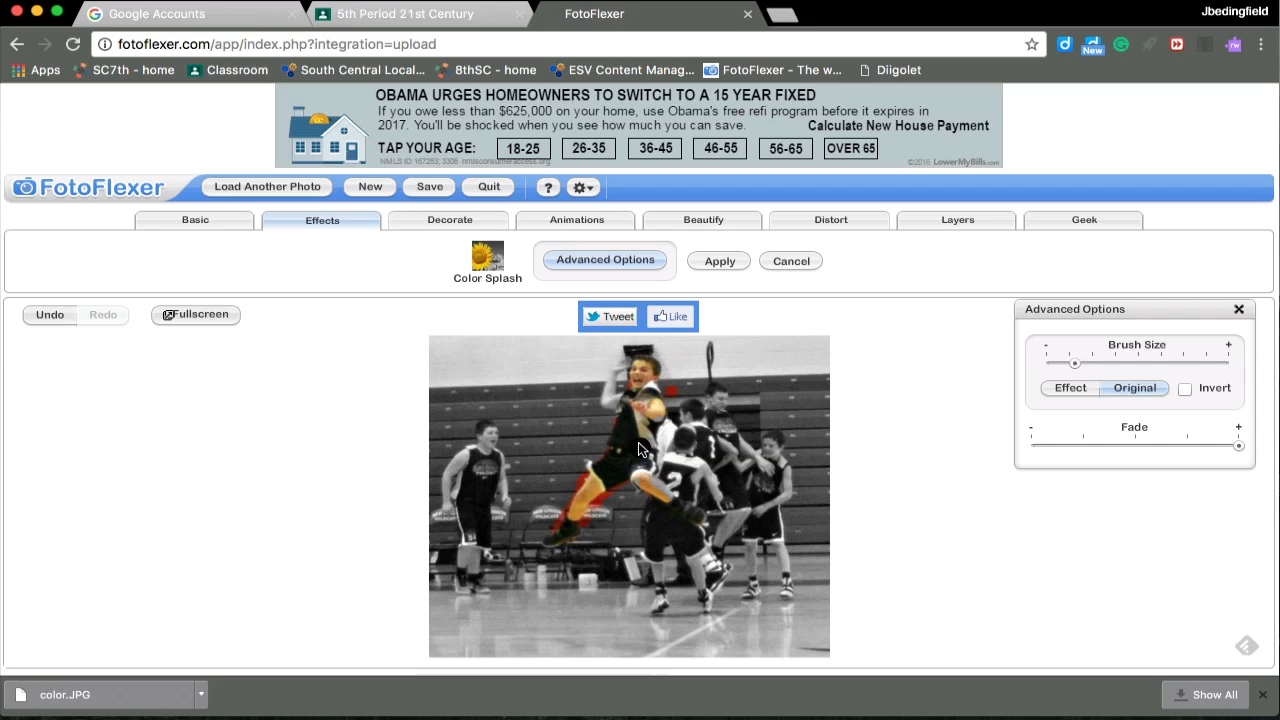 Google Accounts
5th Period 21st Century
FotoFlexer
Jbedingfield
fotoflexer.com/app/index.php?integration=upload
New
rw
Apps SC7th - home Classroom South Central Local... 8thSC - home ESV Content Manag... FotoFlexer - The w... Diigolet
OBAMA URGES HOMEOWNERS TO SWITCH TO A 15 YEAR FIXED
If you owe less than $625,000 on your home, use Obama's free refi program before it expires in
2017. You'll be shocked when you see how much you can save. Calculate New House Payment
TAP YOUR AGE: 18-25 26-35 36-45 46-55 56-65 OVER 65
©2015 LowerMyBills.com
FotoFlexer Load Another Photo New Save Quit ?
Basic Effects Decorate Animations Beautify Distort Layers Geek
Color Splash
Advanced Options Apply Cancel
Undo Redo Fullscreen
Tweet Like
Advanced Options
- Brush Size +
Effect Original Invert
- Fade +
1
2
color.JPG
Show All